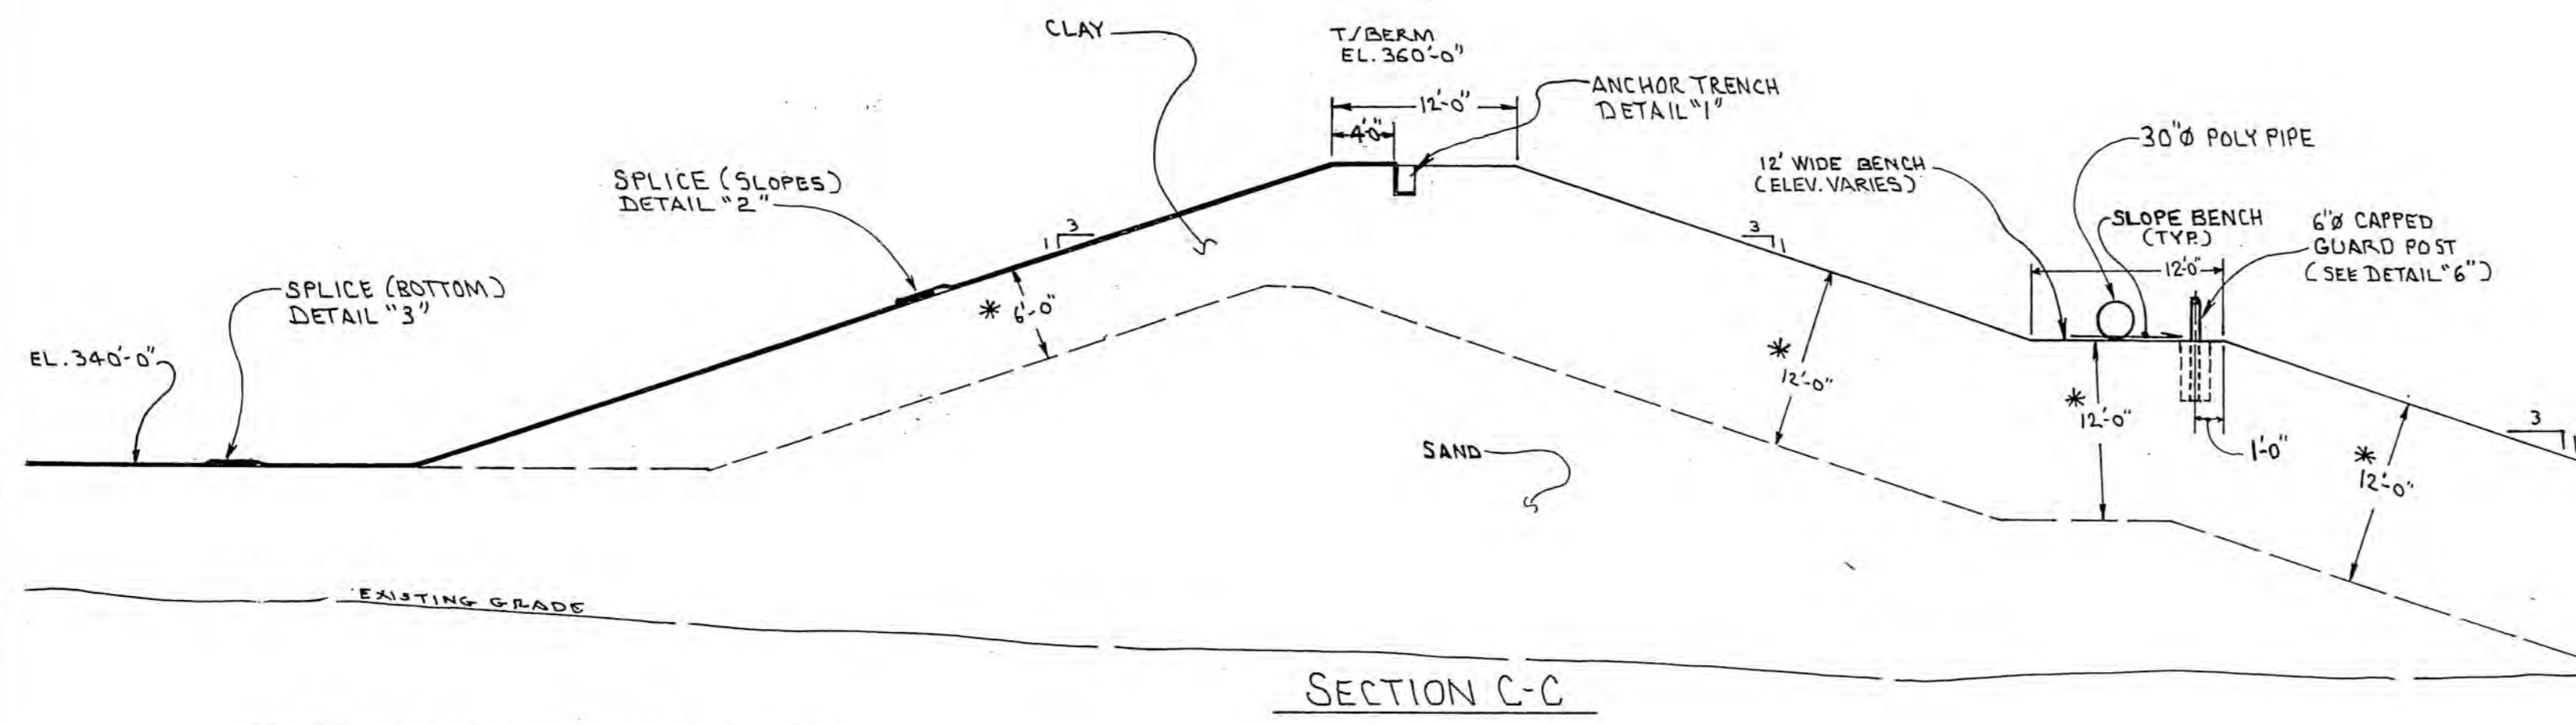 CLAY
T/BERM
EL. 360'-0"
12'-0"
4'-0"
ANCHOR TRENCH
DETAIL "1"
30"Ø POLY PIPE
12' WIDE BENCH
(ELEV. VARIES)
SPLICE (SLOPES)
DETAIL "2"
SLOPE BENCH
(TYP.)
12'-0"
6"Ø CAPPED
GUARD POST
(SEE DETAIL "6")
3
1
3
1
SPLICE (BOTTOM)
DETAIL "3"
* 6'-0"
EL. 340'-0"
*
12'-0"
*
12'-0"
1'-0"
3
1
*
12'-0"
SAND
EXISTING GRADE
SECTION C-C